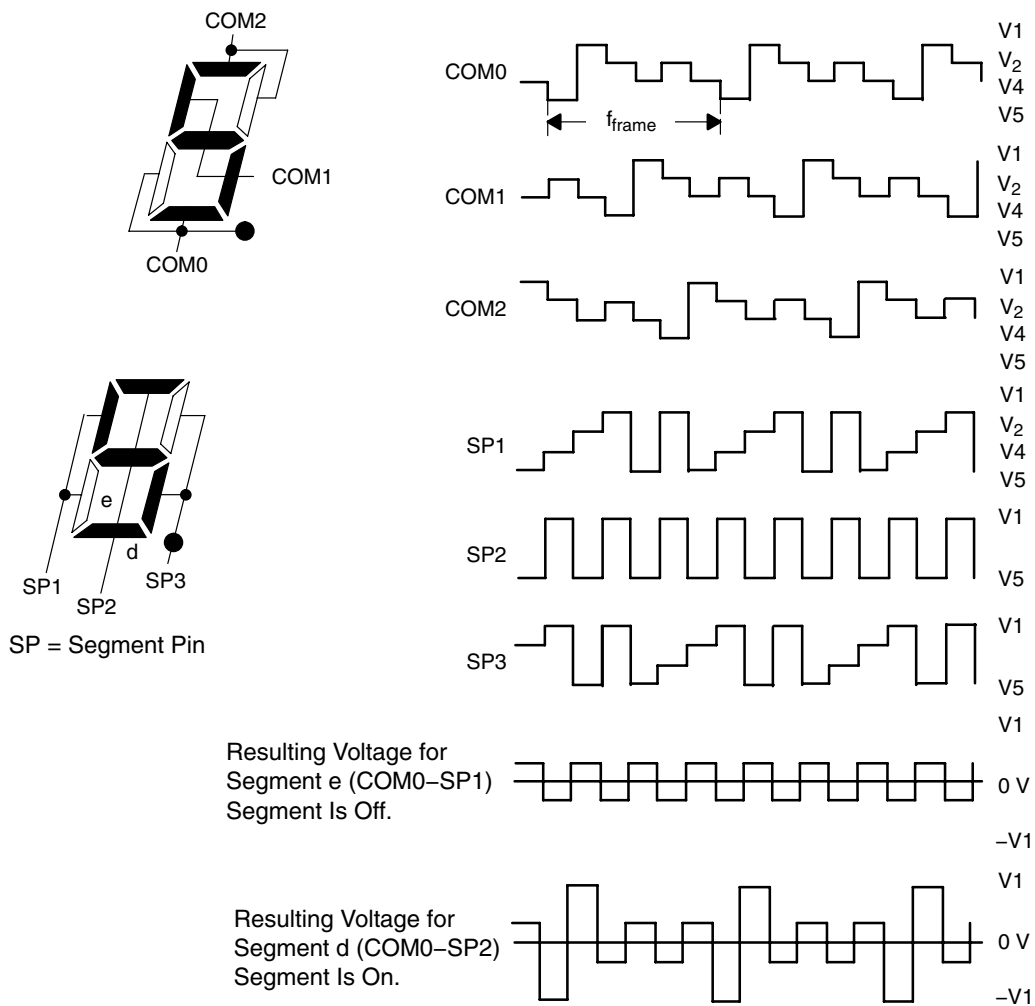 COM2
COM1
COM0
e
d
SP1
SP2
SP3
SP = Segment Pin
COM0
f_frame
V1
V2
V4
V5
COM1
V1
V2
V4
V5
COM2
V1
V2
V4
V5
SP1
V1
V2
V4
V5
SP2
V1
V5
SP3
V1
V5
Resulting Voltage for
Segment e (COM0−SP1)
Segment Is Off.
V1
0 V
−V1
Resulting Voltage for
Segment d (COM0−SP2)
Segment Is On.
V1
0 V
−V1